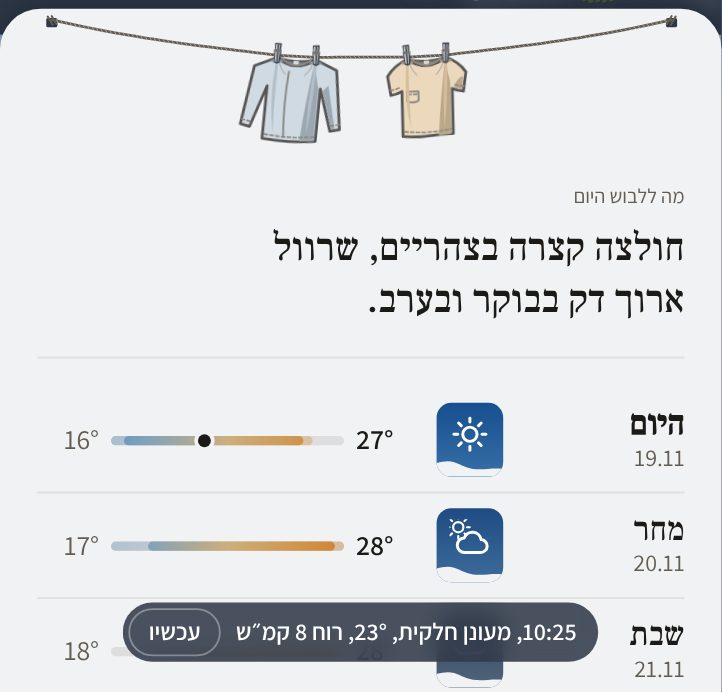 מה ללבוש היום
חולצה קצרה בצהריים, שרוול
ארוך דק בבוקר ובערב.
היום
19.11
27°
16°
מחר
20.11
28°
17°
שבת
21.11
28
18°
10:25, מעונן חלקית, 23°, רוח 8 קמ״ש
עכשיו